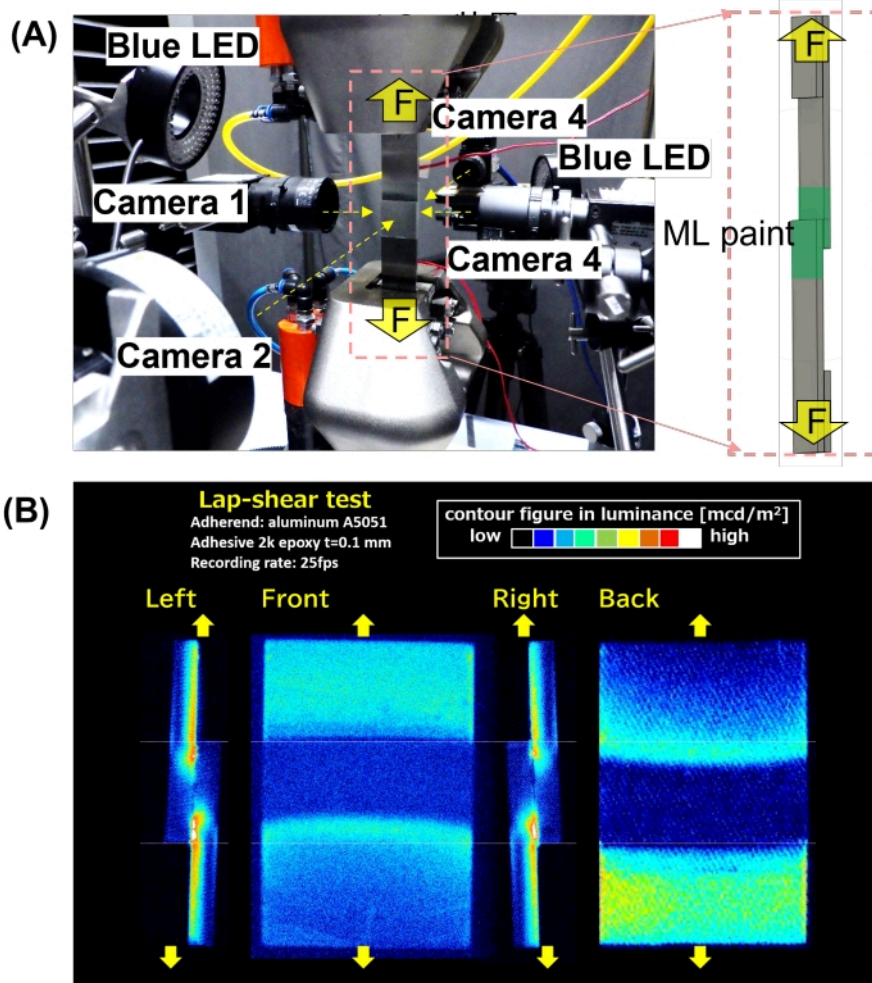 (A)
Blue LED
F
Camera 4
Blue LED
Camera 1
Camera 4
F
Camera 2
F
ML paint
F
(B)
Lap-shear test
Adherend: aluminum A5051
Adhesive 2k epoxy t=0.1 mm
Recording rate: 25fps
contour figure in luminance [mcd/m²]
low high
Left Front Right Back